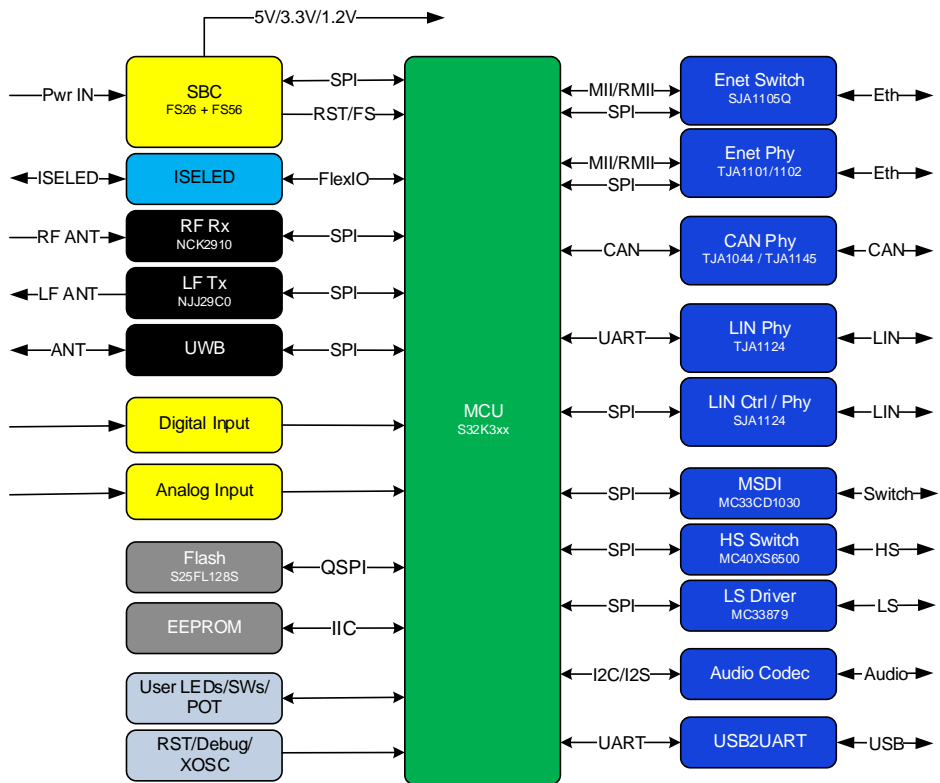 5V/3.3V/1.2V
Pwr IN
SBC
FS26 + FS56
SPI
RST/FS
ISELED
ISELED
FlexIO
RF ANT
RF Rx
NCK2910
SPI
LF ANT
LF Tx
NJJ29C0
SPI
ANT
UWB
SPI
Digital Input
Analog Input
Flash
S25FL128S
QSPI
EEPROM
IIC
User LEDs/SWs/
POT
RST/Debug/
XOSC
MCU
S32K3xx
MII/RMII
SPI
Enet Switch
SJA1105Q
Eth
MII/RMII
SPI
Enet Phy
TJA1101/1102
Eth
CAN
CAN Phy
TJA1044 / TJA1145
CAN
UART
LIN Phy
TJA1124
LIN
SPI
LIN Ctrl / Phy
SJA1124
LIN
SPI
MSDI
MC33CD1030
Switch
SPI
HS Switch
MC40XS6500
HS
SPI
LS Driver
MC33879
LS
I2C/I2S
Audio Codec
Audio
UART
USB2UART
USB